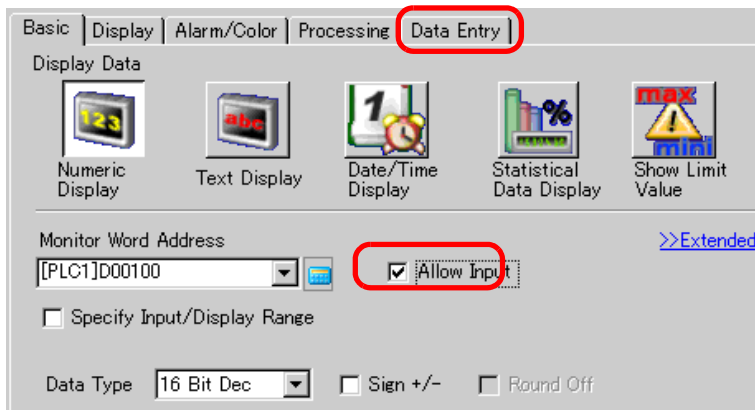 Basic Display Alarm/Color Processing Data Entry
Display Data
123 abc 1 % max
mini
Numeric Display Text Display Date/Time Display Statistical Data Display Show Limit Value
Monitor Word Address >>Extended
[PLC1]D00100 Allow Input
Specify Input/Display Range
Data Type 16 Bit Dec Sign +/- Round Off